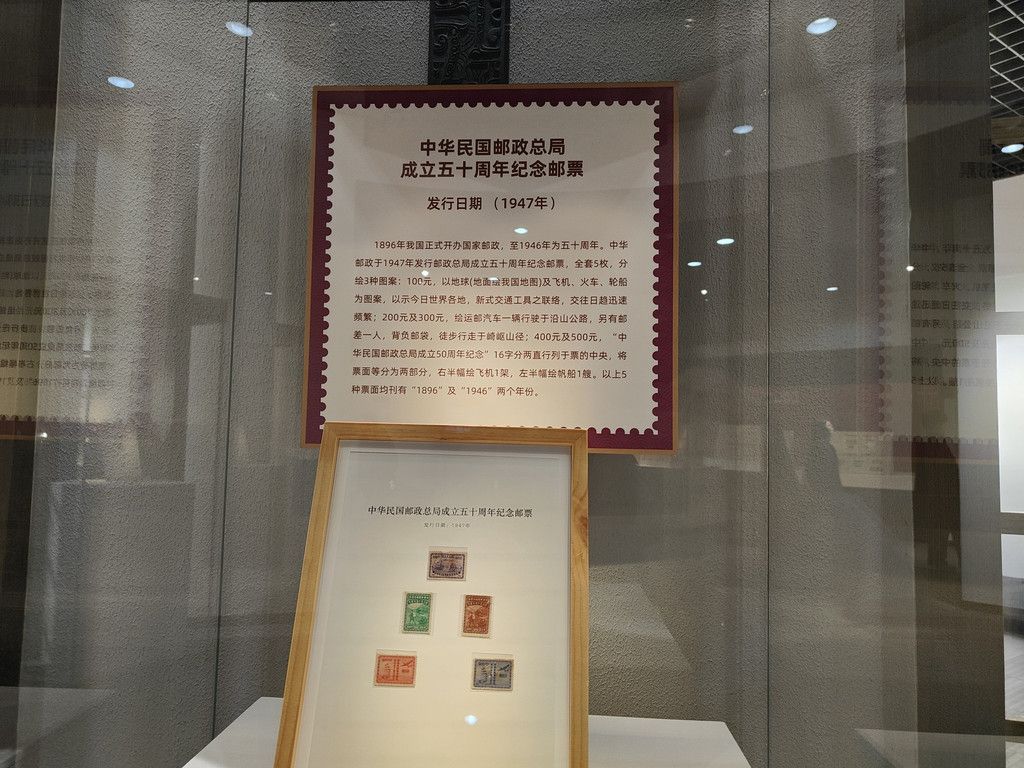 中华民国邮政总局
成立五十周年纪念邮票
发行日期 （1947年）
1896年我国正式开办国家邮政，至1946年为五十周年。中华
邮政于1947年发行邮政总局成立五十周年纪念邮票，全套5枚，分
绘3种图案：100元，以地球(地面绘我国地图)及飞机、火车、轮船
为图案，以示今日世界各地，新式交通工具之联络，交往日趋迅速
频繁；200元及300元，绘运邮汽车一辆行驶于沿山公路，另有邮
差一人，背负邮袋，徒步行走于崎岖山径；400元及500元，“中
华民国邮政总局成立50周年纪念”16字分两直行列于票的中央，将
票面等分为两部分，右半幅绘飞机1架，左半幅绘帆船1艘。以上5
种票面均刊有“1896”及“1946”两个年份。
中华民国邮政总局成立五十周年纪念邮票
发行日期：1947年